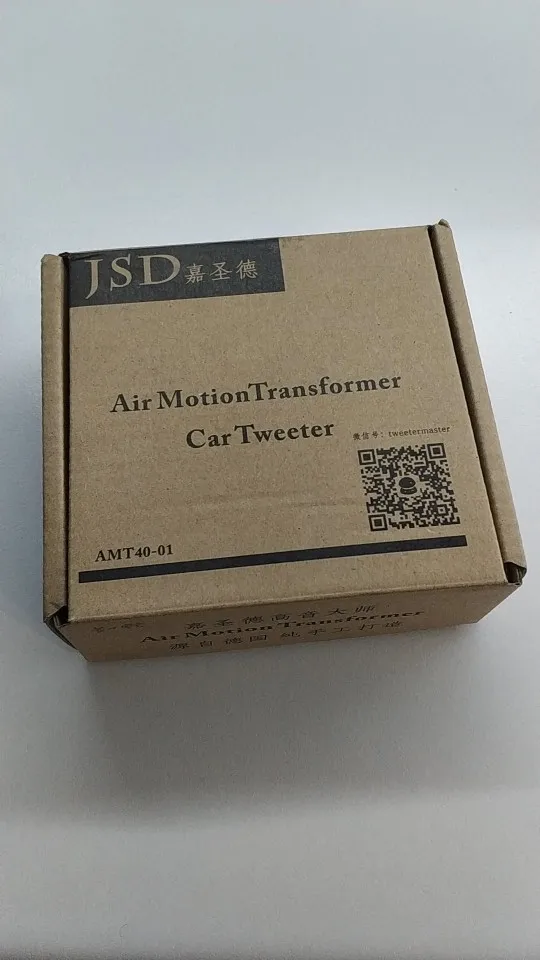 JSD嘉圣德
Air MotionTransformer
Car Tweeter
微信号：tweetermaster
AMT40-01
嘉圣德高音大师
Air Motion Transformer
源自德国 纯手工打造